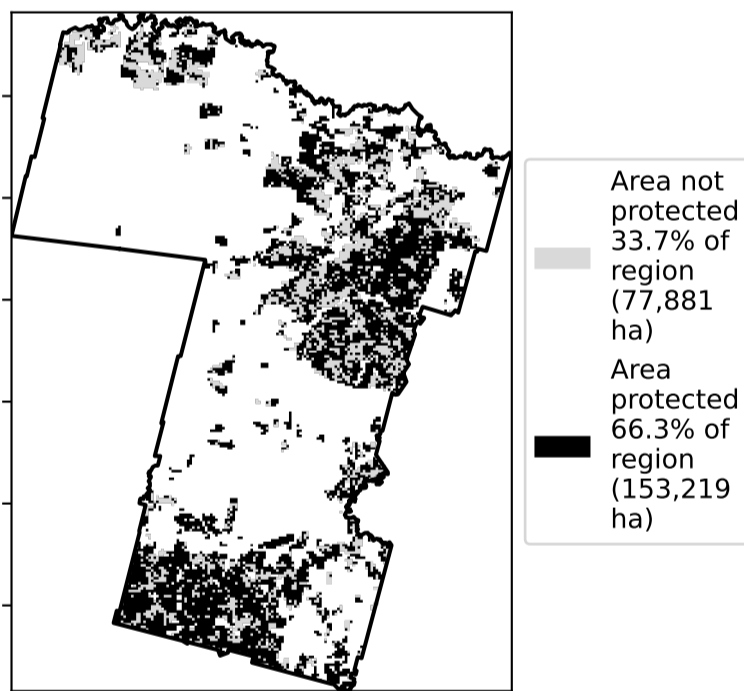 Area not
protected
33.7% of
region
(77,881
ha)
Area
protected
66.3% of
region
(153,219
ha)